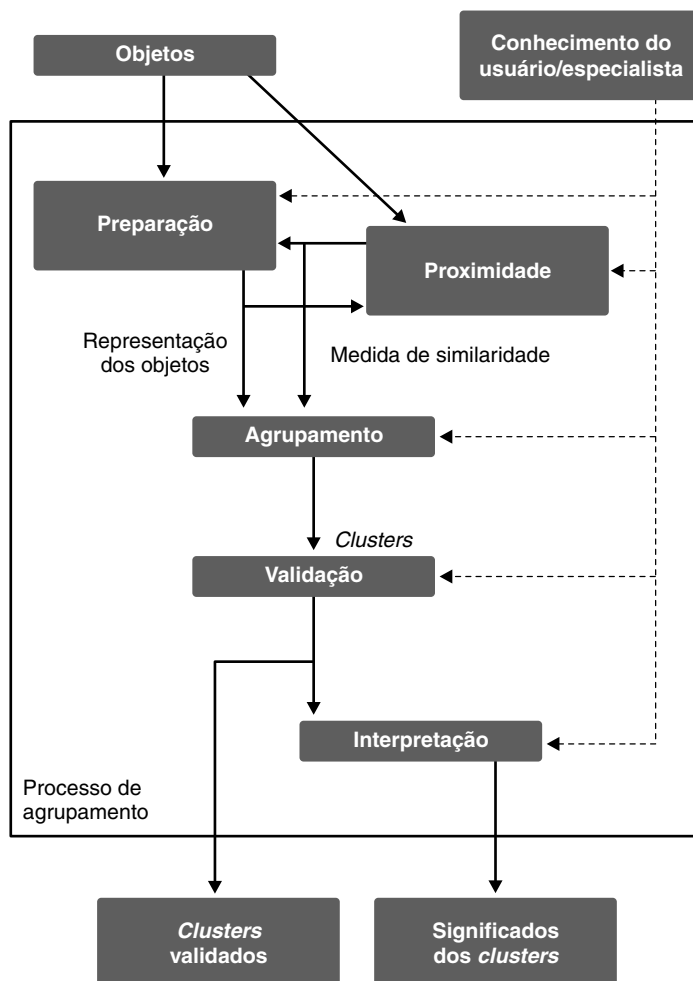 Objetos
Conhecimento do
usuário/especialista
Preparação
Proximidade
Representação
dos objetos
Medida de similaridade
Agrupamento
Clusters
Validação
Interpretação
Processo de
agrupamento
Clusters
validados
Significados
dos clusters